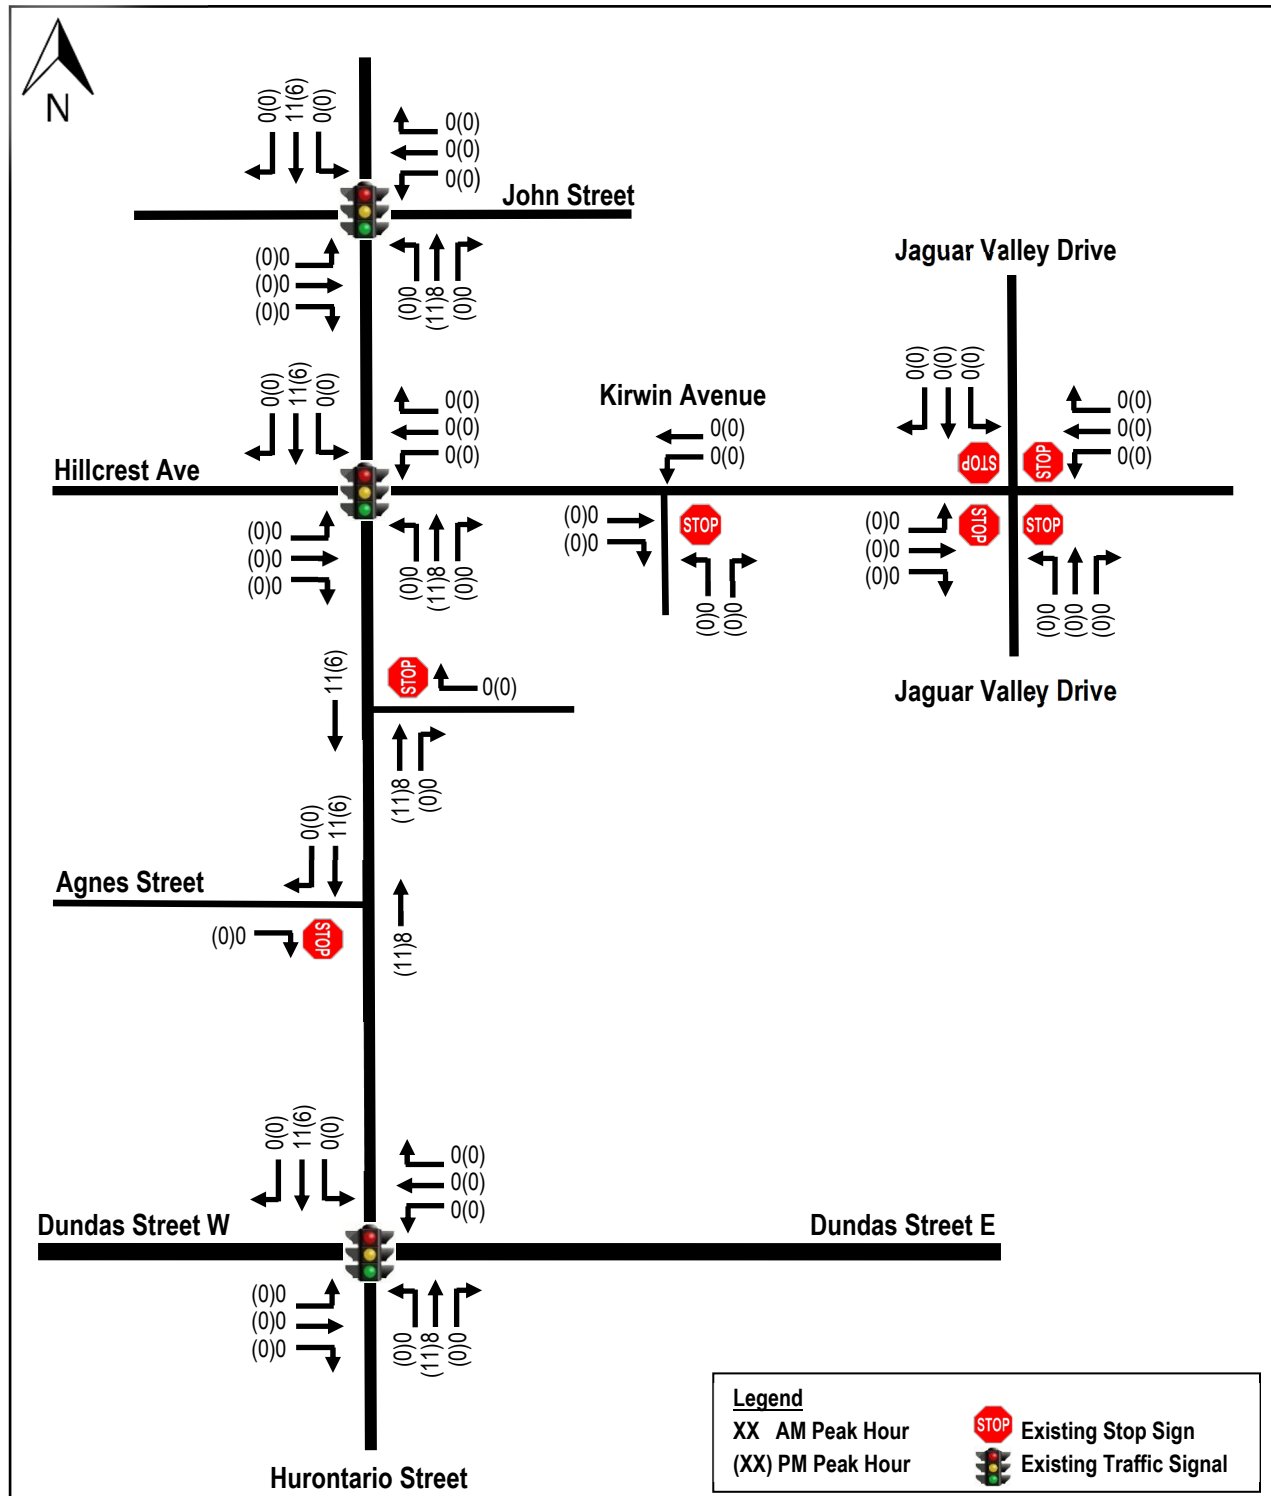 N
0(0)
11(6)
0(0)
0(0)
0(0)
0(0)
John Street
(0)0
(0)0
(0)0
(0)0
(11)8
(0)0
Jaguar Valley Drive
0(0)
11(6)
0(0)
0(0)
0(0)
0(0)
Kirwin Avenue
0(0)
0(0)
0(0)
0(0)
0(0)
0(0)
0(0)
0(0)
Hillcrest Ave
STOP
STOP
(0)0
(0)0
(0)0
(0)0
(11)8
(0)0
(0)0
(0)0
STOP
(0)0
(0)0
(0)0
(0)0
(0)0
STOP
STOP
(0)0
(0)0
(0)0
11(6)
STOP
0(0)
Jaguar Valley Drive
(11)8
(0)0
0(0)
11(6)
Agnes Street
(0)0
STOP
(11)8
0(0)
11(6)
0(0)
0(0)
0(0)
0(0)
Dundas Street W
Dundas Street E
(0)0
(0)0
(0)0
(0)0
(11)8
(0)0
Hurontario Street
Legend
XX AM Peak Hour
STOP Existing Stop Sign
(XX) PM Peak Hour
Existing Traffic Signal